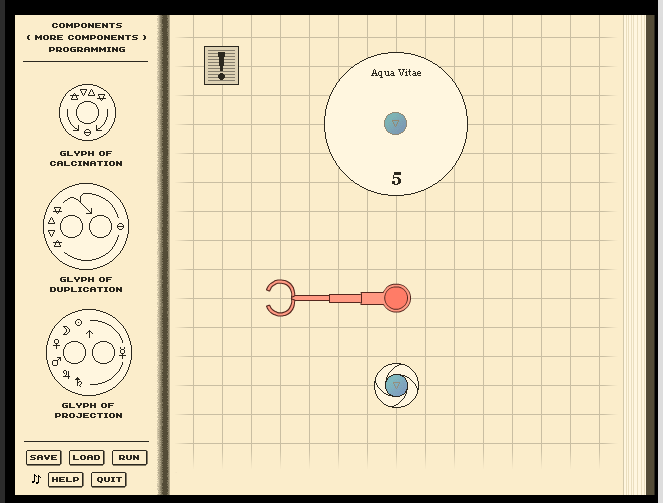 COMPONENTS
( MORE COMPONENTS )
PROGRAMMING
GLYPH OF
CALCINATION
GLYPH OF
DUPLICATION
GLYPH OF
PROJECTION
SAVE LOAD RUN
HELP QUIT
!
Aqua Vitae
5